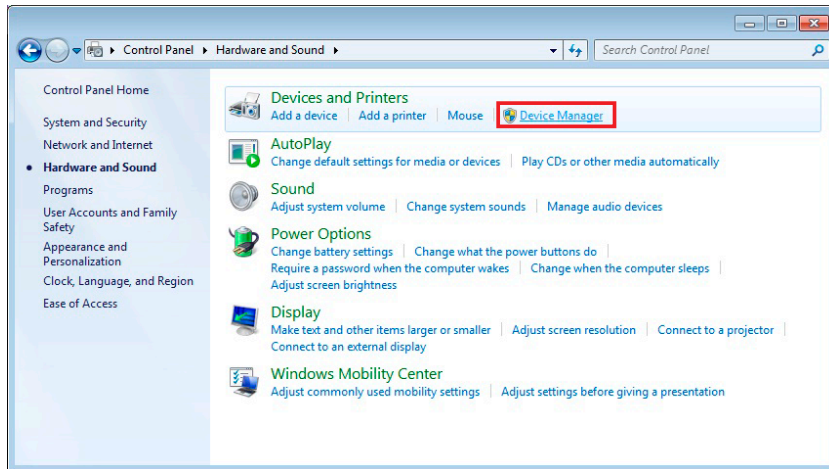 Control Panel Hardware and Sound Search Control Panel
Control Panel Home
System and Security
Network and Internet
Hardware and Sound
Programs
User Accounts and Family
Safety
Appearance and
Personalization
Clock, Language, and Region
Ease of Access
Devices and Printers
Add a device Add a printer Mouse Device Manager
AutoPlay
Change default settings for media or devices Play CDs or other media automatically
Sound
Adjust system volume Change system sounds Manage audio devices
Power Options
Change battery settings Change what the power buttons do
Require a password when the computer wakes Change when the computer sleeps
Adjust screen brightness
Display
Make text and other items larger or smaller Adjust screen resolution Connect to a projector
Connect to an external display
Windows Mobility Center
Adjust commonly used mobility settings Adjust settings before giving a presentation